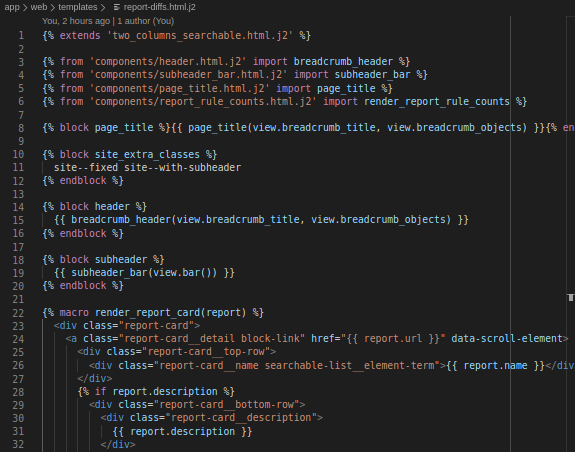 app > web > templates > report-diffs.html.j2
You, 2 hours ago | 1 author (You)
1 {% extends 'two_columns_searchable.html.j2' %}
2
3 {% from 'components/header.html.j2' import breadcrumb_header %}
4 {% from 'components/subheader_bar.html.j2' import subheader_bar %}
5 {% from 'components/page_title.html.j2' import page_title %}
6 {% from 'components/report_rule_counts.html.j2' import render_report_rule_counts %}
7
8 {% block page_title %}{{ page_title(view.breadcrumb_title, view.breadcrumb_objects) }}{% en
9
10 {% block site_extra_classes %}
11 site--fixed site--with-subheader
12 {% endblock %}
13
14 {% block header %}
15 {{ breadcrumb_header(view.breadcrumb_title, view.breadcrumb_objects) }}
16 {% endblock %}
17
18 {% block subheader %}
19 {{ subheader_bar(view.bar()) }}
20 {% endblock %}
21
22 {% macro render_report_card(report) %}
23 <div class="report-card">
24 <a class="report-card__detail block-link" href="{{ report.url }}" data-scroll-element>
25 <div class="report-card__top-row">
26 <div class="report-card__name searchable-list__element-term">{{ report.name }}</div
27 </div>
28 {% if report.description %}
29 <div class="report-card__bottom-row">
30 <div class="report-card__description">
31 {{ report.description }}
32 </div>